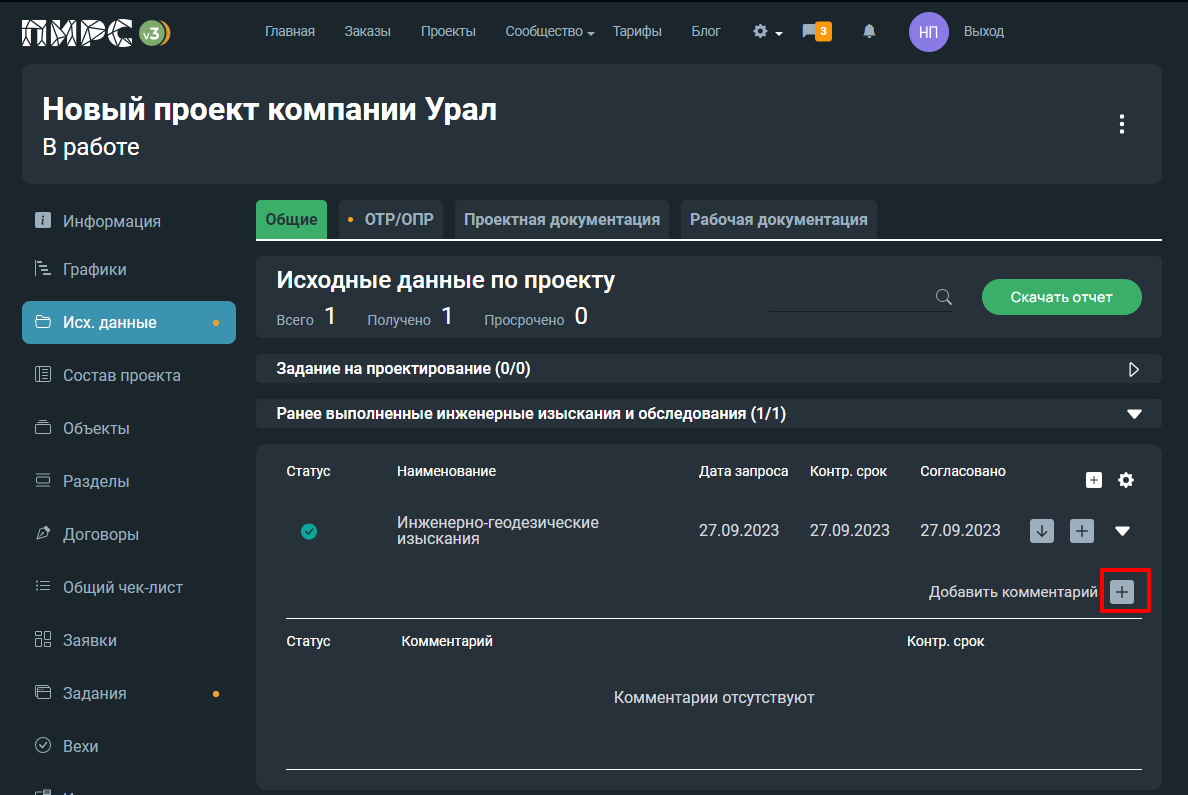 ПИРС v3
Главная Заказы Проекты Сообщество Тарифы Блог 3 НП Выход
Новый проект компании Урал
В работе
Информация
Графики
Исх. данные
Состав проекта
Объекты
Разделы
Договоры
Общий чек-лист
Заявки
Задания
Вехи
Общие ОТР/ОПР Проектная документация Рабочая документация
Исходные данные по проекту
Всего 1 Получено 1 Просрочено 0
Скачать отчет
Задание на проектирование (0/0)
Ранее выполненные инженерные изыскания и обследования (1/1)
Статус Наименование Дата запроса Контр. срок Согласовано
Инженерно-геодезические
изыскания
27.09.2023 27.09.2023 27.09.2023
Добавить комментарий
Статус Комментарий Контр. срок
Комментарии отсутствуют